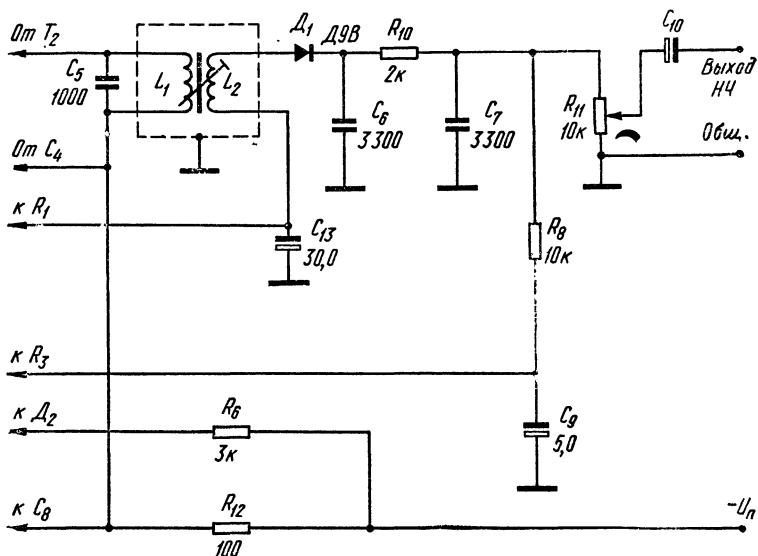 От T₂
C₅
1000
L₁
L₂
Д₁
Д9В
R₁₀
2к
C₆
3300
C₇
3300
R₁₁
10к
C₁₀
Выход
НЧ
Общ.
От C₄
к R₁
C₁₃
30,0
R₈
10к
к R₃
к Д₂
R₆
3к
C₉
5,0
к C₈
R₁₂
100
-Uп